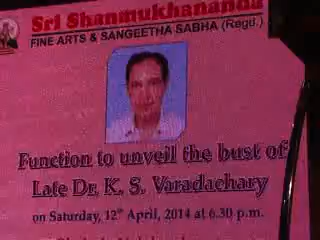 Sri Shanmukhananda
FINE ARTS & SANGEETHA SABHA (Regd.)
Function to unveil the bust of
Late Dr. K. S. Varadachary
on Saturday, 12th April, 2014 at 6.30 p.m.